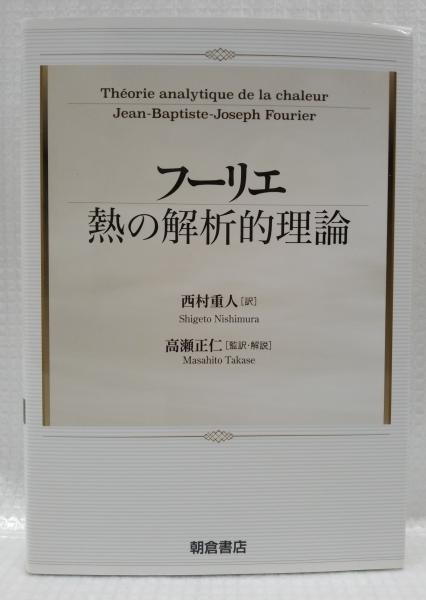 Théorie analytique de la chaleur
Jean-Baptiste-Joseph Fourier
フーリエ
熱の解析的理論
西村重人[訳]
Shigeto Nishimura
高瀬正仁[監訳・解説]
Masahito Takase
朝倉書店